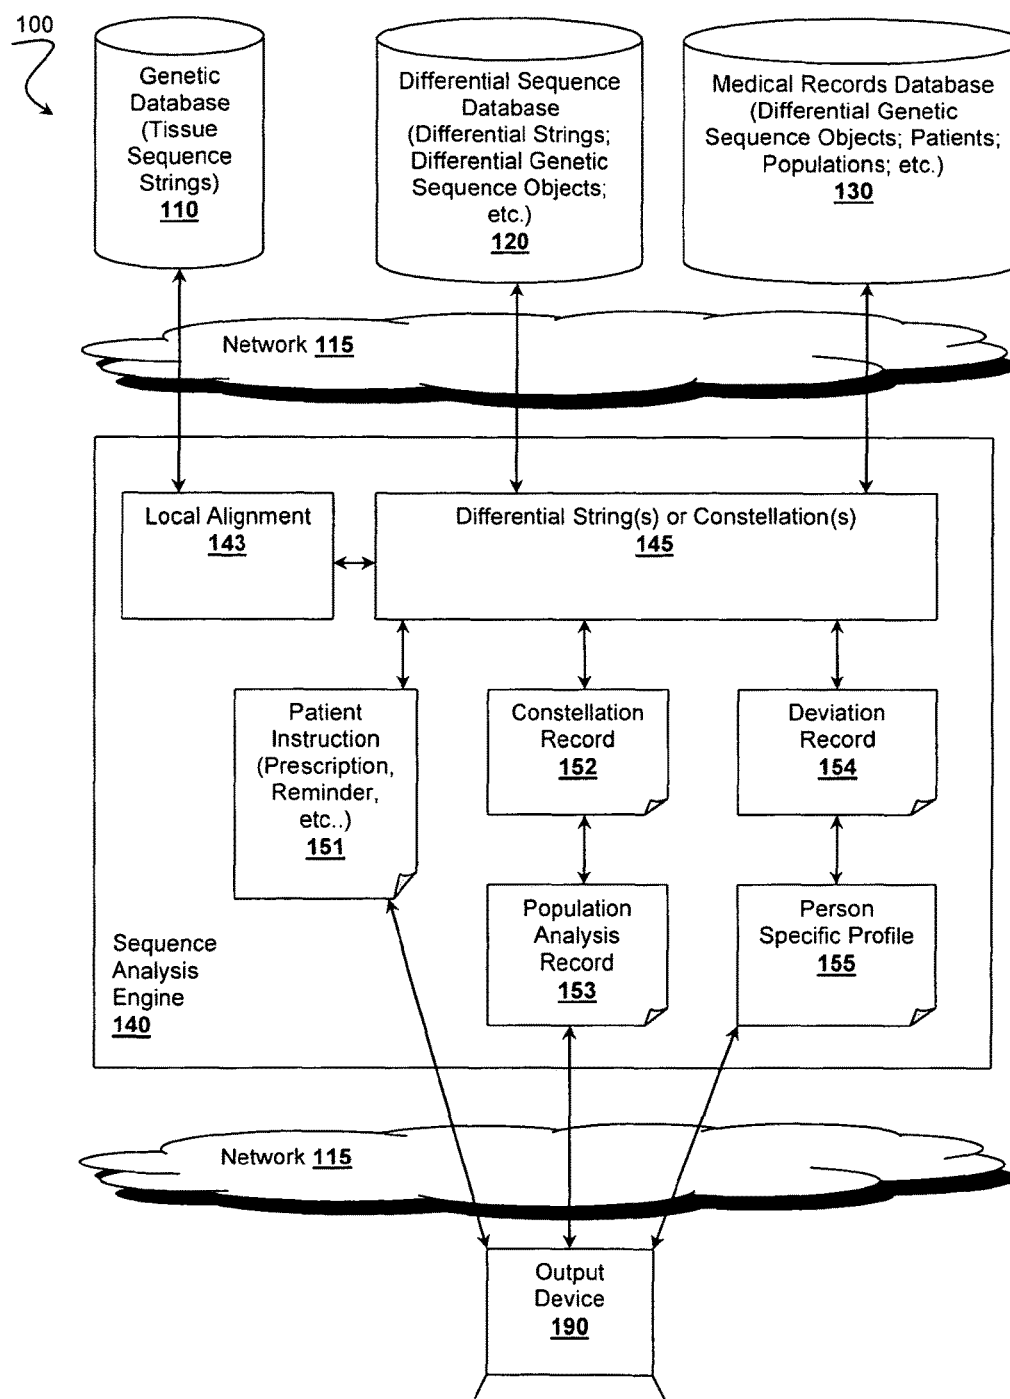 100
Genetic
Database
(Tissue
Sequence
Strings)
110
Differential Sequence
Database
(Differential Strings;
Differential Genetic
Sequence Objects;
etc.)
120
Medical Records Database
(Differential Genetic
Sequence Objects; Patients;
Populations; etc.)
130
Network 115
Local Alignment
143
Differential String(s) or Constellation(s)
145
Patient
Instruction
(Prescription,
Reminder,
etc..)
151
Constellation
Record
152
Deviation
Record
154
Population
Analysis
Record
153
Person
Specific Profile
155
Sequence
Analysis
Engine
140
Network 115
Output
Device
190